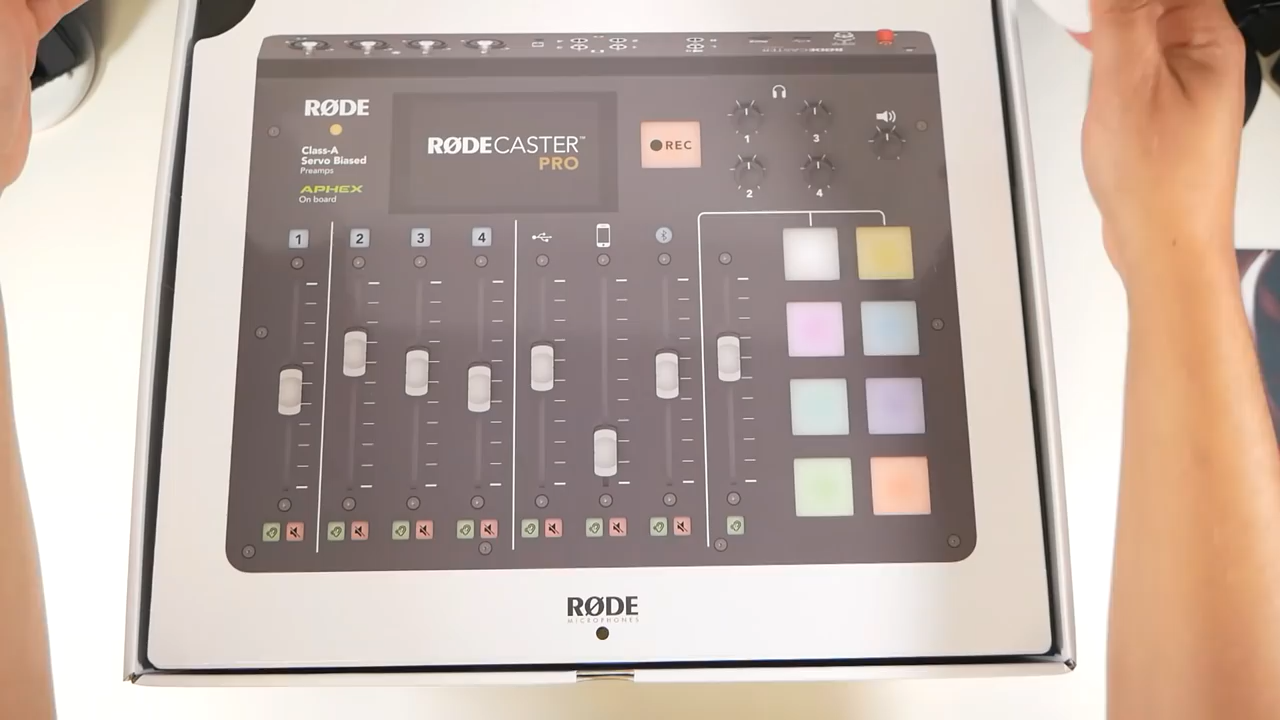 RØDE
Class-A
Servo Biased
Preamps
APHEX
On board
RØDECASTER™
PRO
REC
1
3
2
4
1
2
3
4
RØDE
MICROPHONES